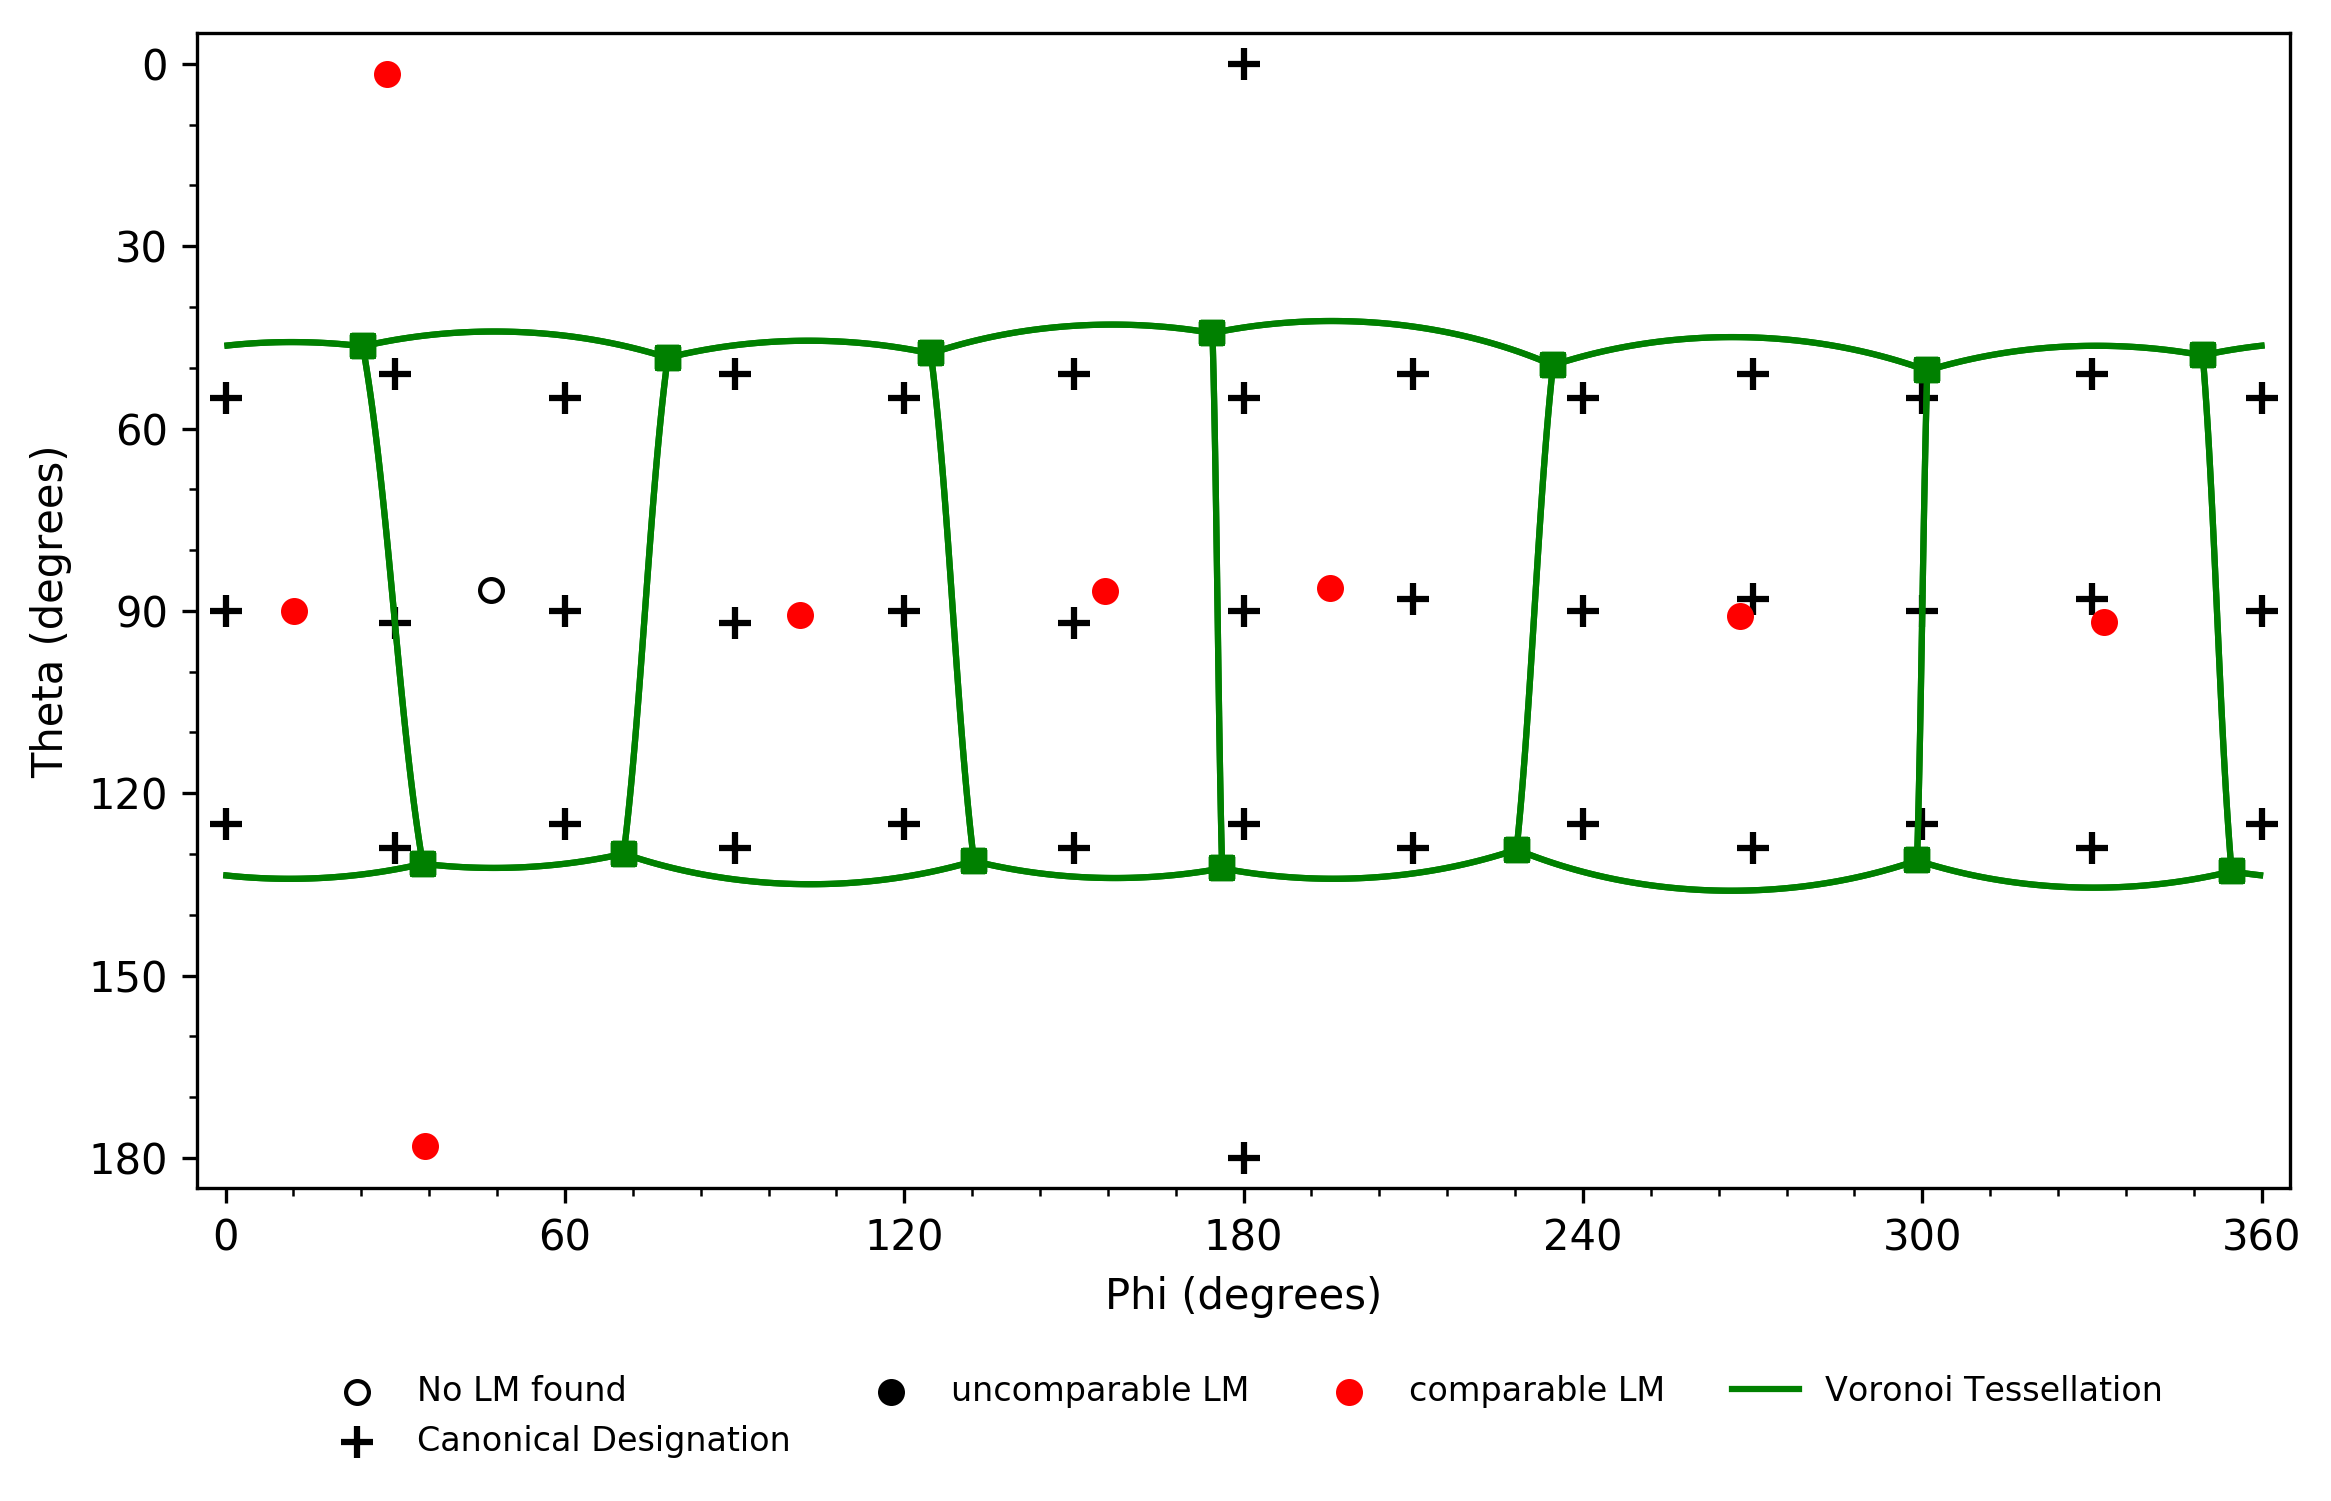 0
30
60
90
120
150
180
Theta (degrees)
0 60 120 180 240 300 360
Phi (degrees)
No LM found uncomparable LM comparable LM Voronoi Tessellation
Canonical Designation